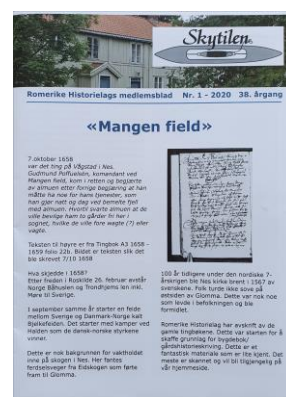 Skytilen
Romerike Historielags medlemsblad Nr. 1 - 2020 38. årgang
«Mangen field»
7.oktober 1658
var det ting på Vågstad i Nes.
Gudmund Poffuelsøn, komendant ved
Mangen field, kom i retten og begjærte
av almuen etter forrige begjæring at han
måtte ha noe for hans tjenester, som
han gjør natt og dag ved bemelte fjell
med almuen. Hvortil svarte almuen at de
ville bevilge ham to gårder fri her i
sognet, hvilke de ville fore wagte (?) eller
vagte.
Teksten til høyre er fra Tingbok A3 1658 -
1659 folio 22b. Bildet er teksten slik det
ble skrevet 7/10 1658
Hva skjedde i 1658?
Etter freden i Roskilde 26. februar avetår
Norge Båhuslen og Trondhjems len inkl.
Møre til Sverige.
I september samme år starter en feide
mellom Sverige og Danmark-Norge kalt
Bjelkefeiden. Det starter med kamper ved
Halden som de dansk-norske styrkene
vinner.
Dette er nok bakgrunnen for vaktholdet
inne på skogen i Nes. Her fantes
ferdselsveger fra Eidskogen som førte
fram til Glomma.
100 år tidligere under den nordiske 7-
årskrigen ble Nes kirke brent i 1567 av
svenskene. Folk turde ikke sove på
østsiden av Glomma. Dette var nok noe
som levde i befolkningen og ble
formidlet.
Romerike Historielag har avskrift av de
gamle tingbøkene. Dette var starten for å
skaffe grunnlag for bygdebok/
gårdshistorieskriving. Dette er et
fantastisk materiale som er lite kjent. Det
meste er skannet og vil bli tilgjengelig på
vår hjemmeside.